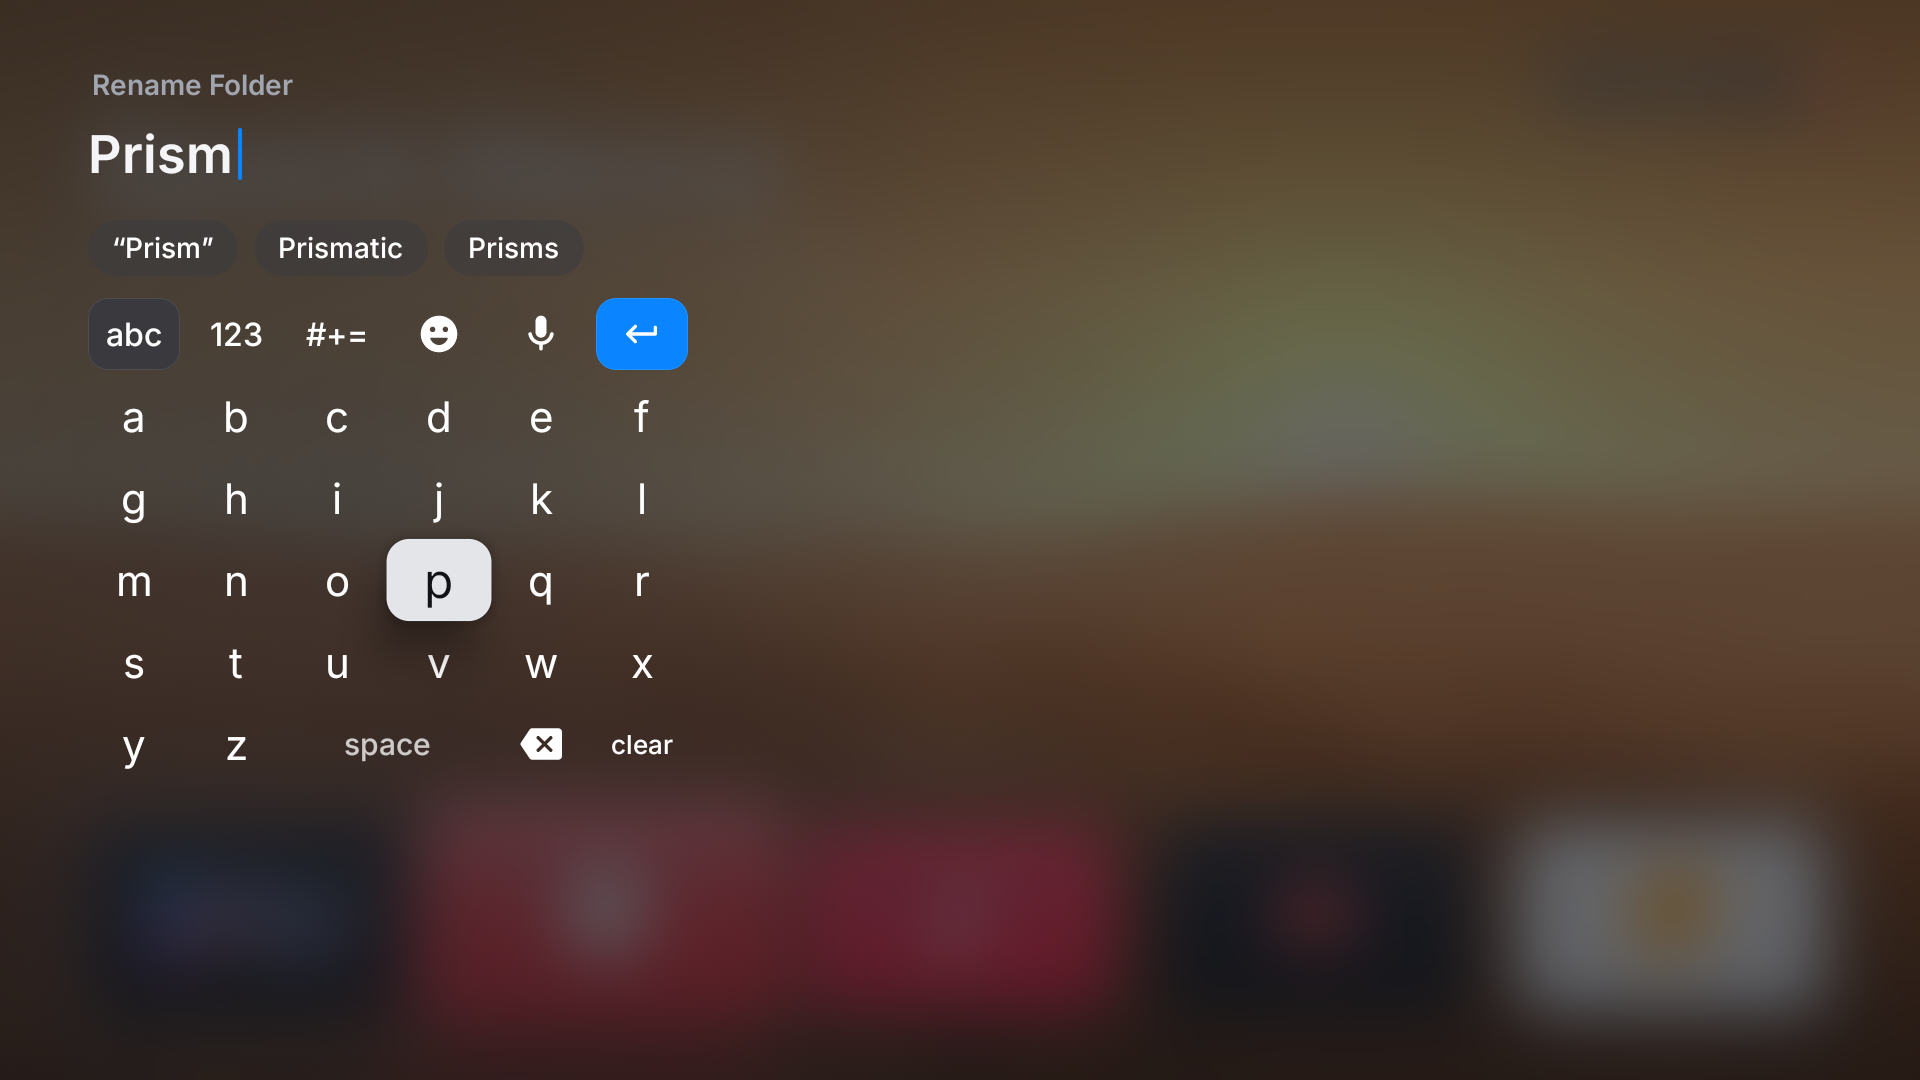 Rename Folder
Prism
“Prism” Prismatic Prisms
abc 123 #+=
a b c d e f
g h i j k l
m n o p q r
s t u v w x
y z space clear